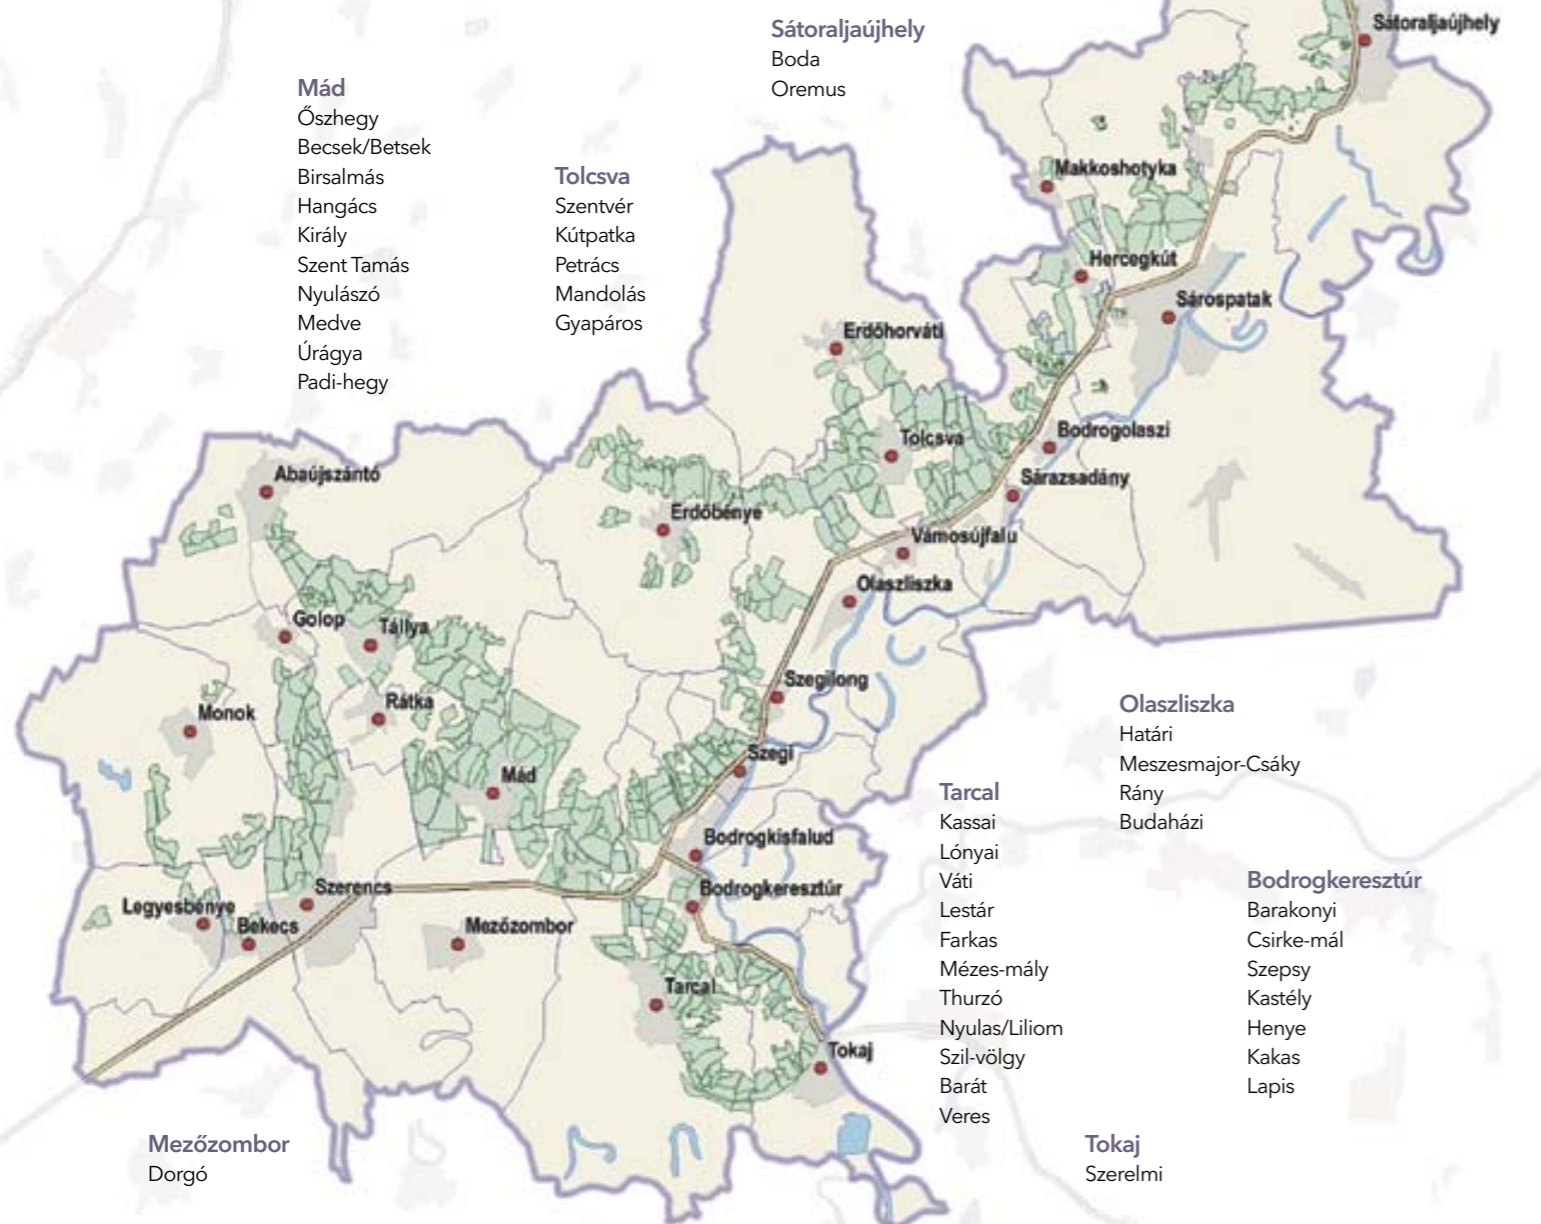 Sátoraljaújhely
Boda
Oremus
Mád
Őszhegy
Becsek/Betsek
Birsalmás
Hangács
Király
Szent Tamás
Nyulászó
Medve
Úrágya
Padi-hegy
Tolcsva
Szentvér
Kútpatka
Petrács
Mandolás
Gyapáros
Sátoraljaújhely
Makkoshotyka
Hercegkút
Sárospatak
Erdőhorváti
Tolcsva
Bodrogolaszi
Sárazsadány
Abaújszántó
Erdőbénye
Vámosújfalu
Olaszliszka
Golop
Tállya
Szegilong
Rátka
Monok
Szegi
Mád
Bodrogkisfalud
Szerencs
Bodrogkeresztúr
Legyesbénye
Bekecs
Mezőzombor
Tarcal
Tokaj
Olaszliszka
Határi
Meszesmajor-Csáky
Rány
Budaházi
Tarcal
Kassai
Lónyai
Váti
Lestár
Farkas
Mézes-mály
Thurzó
Nyulas/Liliom
Szil-völgy
Barát
Veres
Bodrogkeresztúr
Barakonyi
Csirke-mál
Szepsy
Kastély
Henye
Kakas
Lapis
Mezőzombor
Dorgó
Tokaj
Szerelmi